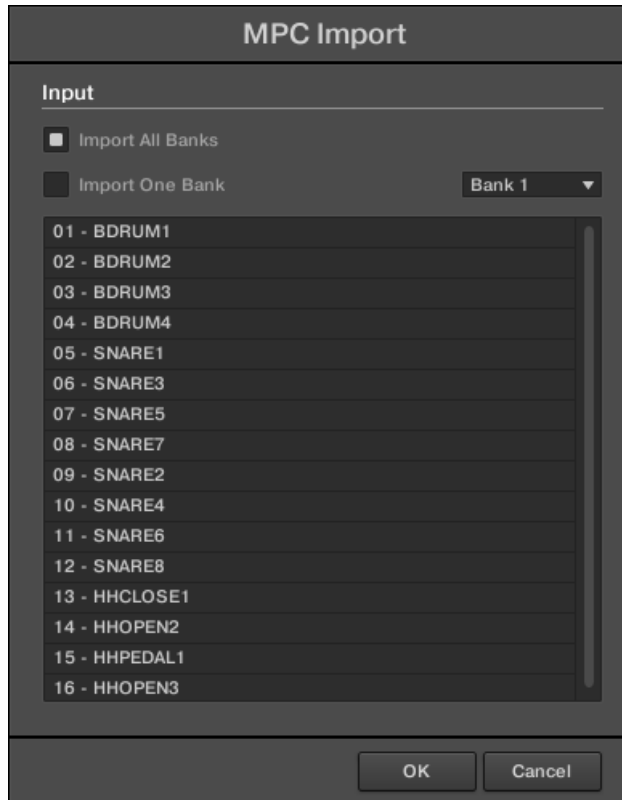 MPC Import
Input
Import All Banks
Import One Bank
Bank 1
01 - BDRUM1
02 - BDRUM2
03 - BDRUM3
04 - BDRUM4
05 - SNARE1
06 - SNARE3
07 - SNARE5
08 - SNARE7
09 - SNARE2
10 - SNARE4
11 - SNARE6
12 - SNARE8
13 - HHCLOSE1
14 - HHOPEN2
15 - HHPEDAL1
16 - HHOPEN3
OK
Cancel